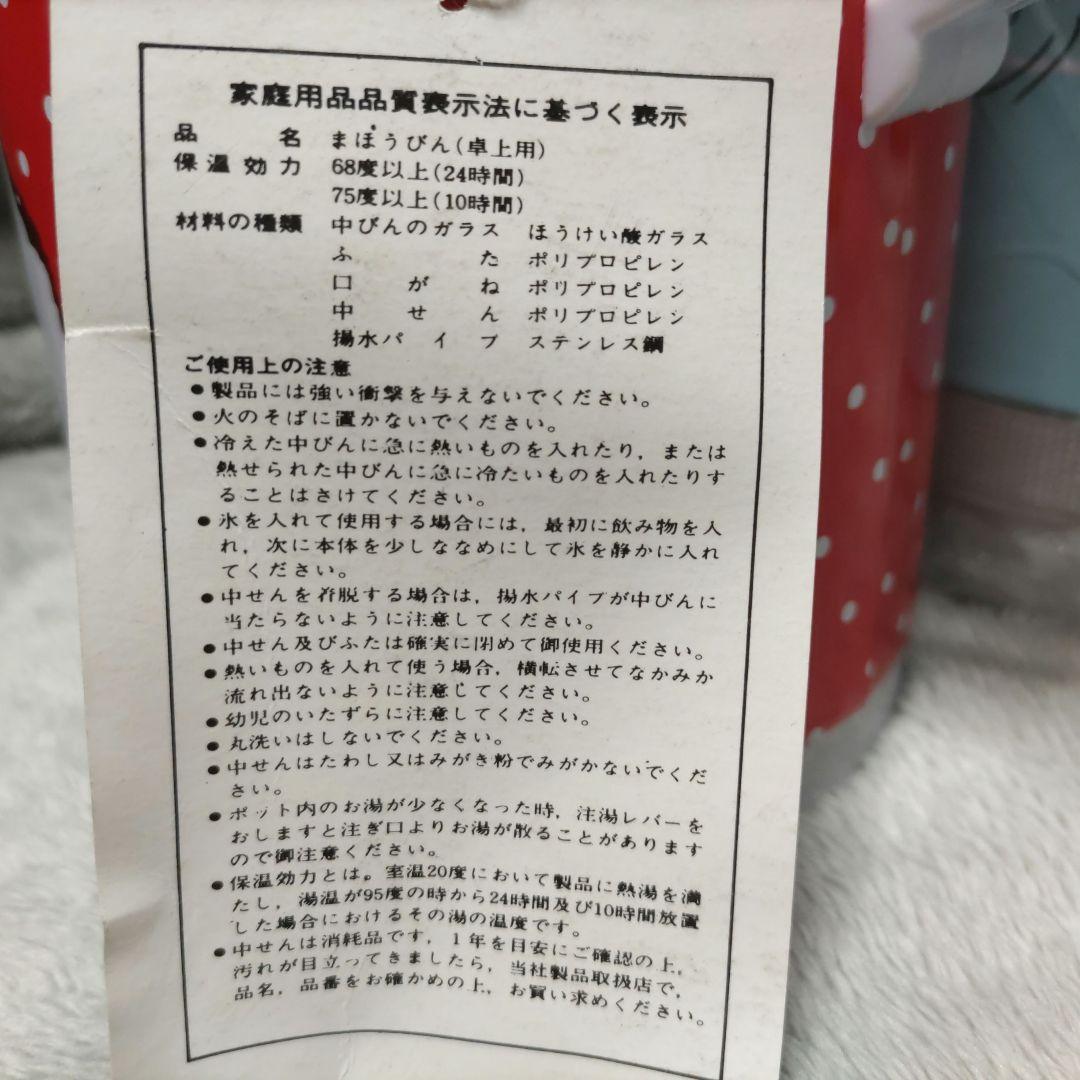 家庭用品品質表示法に基づく表示
品名 まほうびん(卓上用)
保温効力 68度以上(24時間)
75度以上(10時間)
材料の種類 中びんのガラス ほうけい酸ガラス
ふた ポリプロピレン
口がね ポリプロピレン
中せん ポリプロピレン
揚水パイプ ステンレス鋼
ご使用上の注意
●製品には強い衝撃を与えないでください。
●火のそばに置かないでください。
●冷えた中びんに急に熱いものを入れたり，または
熱せられた中びんに急に冷たいものを入れたりす
ることはさけてください。
●氷を入れて使用する場合には，最初に飲み物を入
れ，次に本体を少しななめにして氷を静かに入れ
てください。
●中せんを着脱する場合は，揚水パイプが中びんに
当たらないように注意してください。
●中せん及びふたは確実に閉めて御使用ください。
●熱いものを入れて使う場合，横転させてなかみか
流れ出ないように注意してください。
●幼児のいたずらに注意してください。
●丸洗いはしないでください。
●中せんはたわし又はみがき粉でみがかないでくだ
さい。
●ポット内のお湯が少なくなった時，注湯レバーを
おしますと注ぎ口よりお湯が散ることがあります
ので御注意ください。
●保温効力とは。室温20度において製品に熱湯を満
たし，湯温が95度の時から24時間及び10時間放置
した場合におけるその湯の温度です。
●中せんは消耗品です，1年を目安にご確認の上，
汚れが目立ってきましたら，当社製品取扱店で，
品名，品番をお確かめの上，お買い求めください。